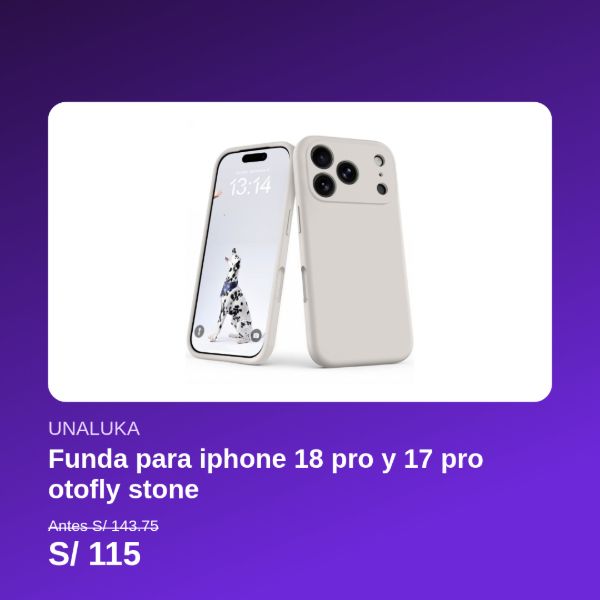 13:14
UNALUKA
Funda para iphone 18 pro y 17 pro
otofly stone
Antes S/ 143.75
S/ 115